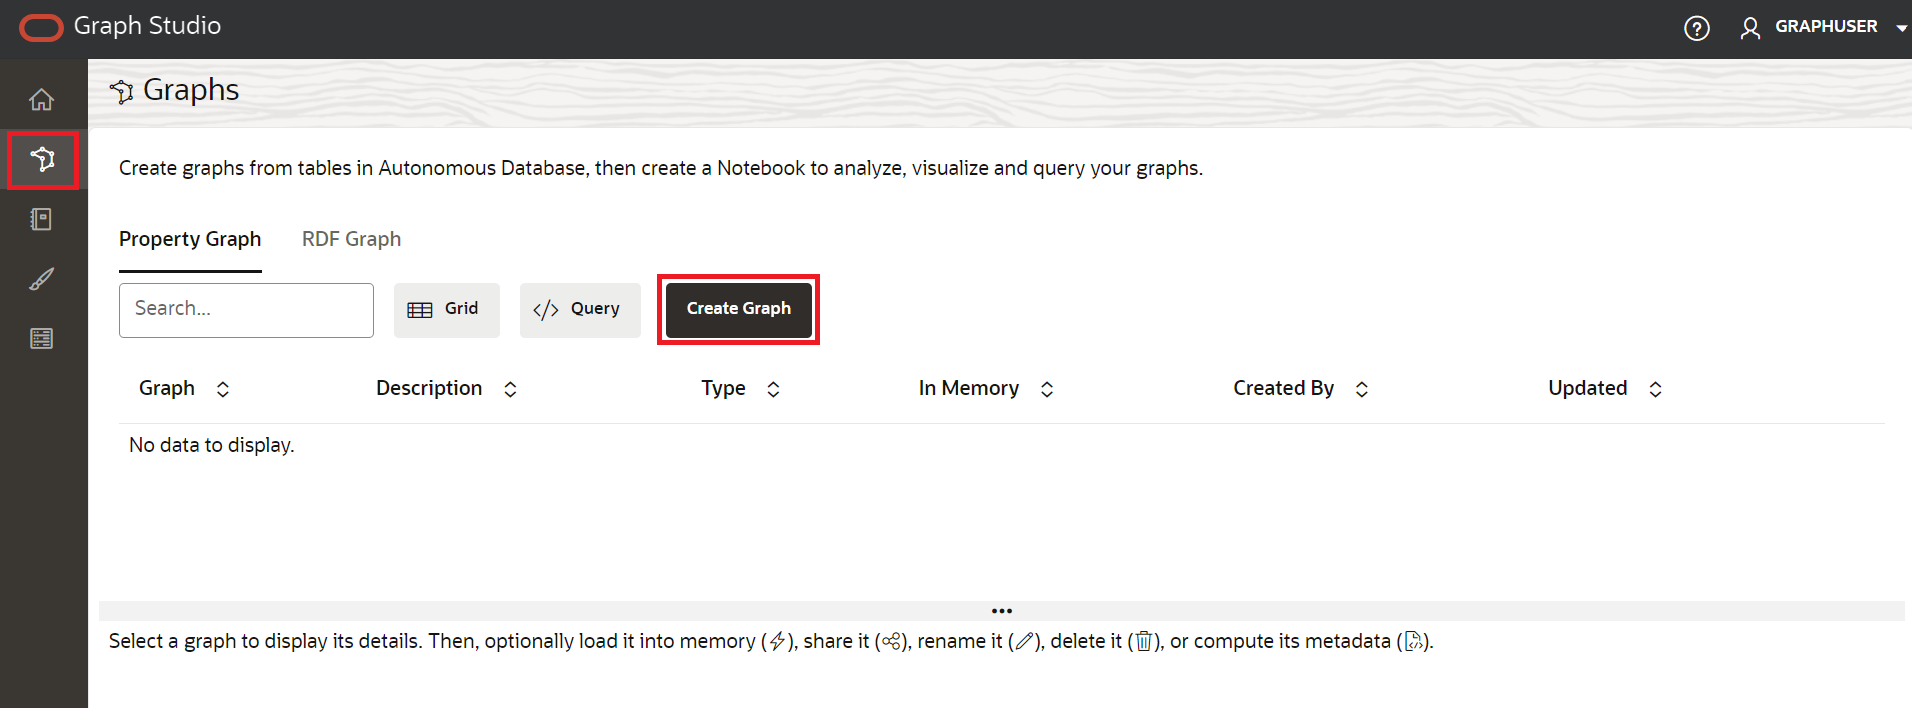 Graph Studio
GRAPHUSER
Graphs
Create graphs from tables in Autonomous Database, then create a Notebook to analyze, visualize and query your graphs.
Property Graph RDF Graph
Search... Grid </> Query Create Graph
Graph Description Type In Memory Created By Updated
No data to display.
Select a graph to display its details. Then, optionally load it into memory (), share it (), rename it (), delete it (), or compute its metadata ().